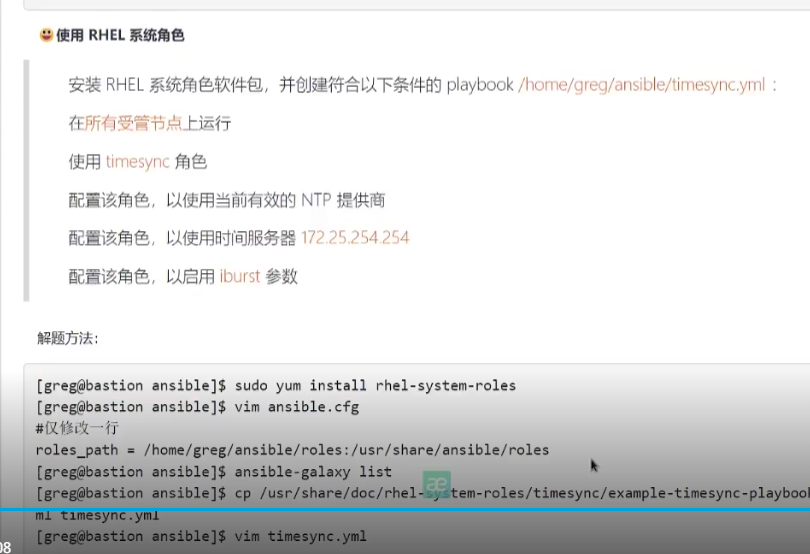 😃使用 RHEL 系统角色
安装 RHEL 系统角色软件包，并创建符合以下条件的 playbook /home/greg/ansible/timesync.yml ：
在所有受管节点上运行
使用 timesync 角色
配置该角色，以使用当前有效的 NTP 提供商
配置该角色，以使用时间服务器 172.25.254.254
配置该角色，以启用 iburst 参数
解题方法：
[greg@bastion ansible]$ sudo yum install rhel-system-roles
[greg@bastion ansible]$ vim ansible.cfg
#仅修改一行
roles_path = /home/greg/ansible/roles:/usr/share/ansible/roles
[greg@bastion ansible]$ ansible-galaxy list
[greg@bastion ansible]$ cp /usr/share/doc/rhel-system-roles/timesync/example-timesync-playbook
ml timesync.yml
[greg@bastion ansible]$ vim timesync.yml
08